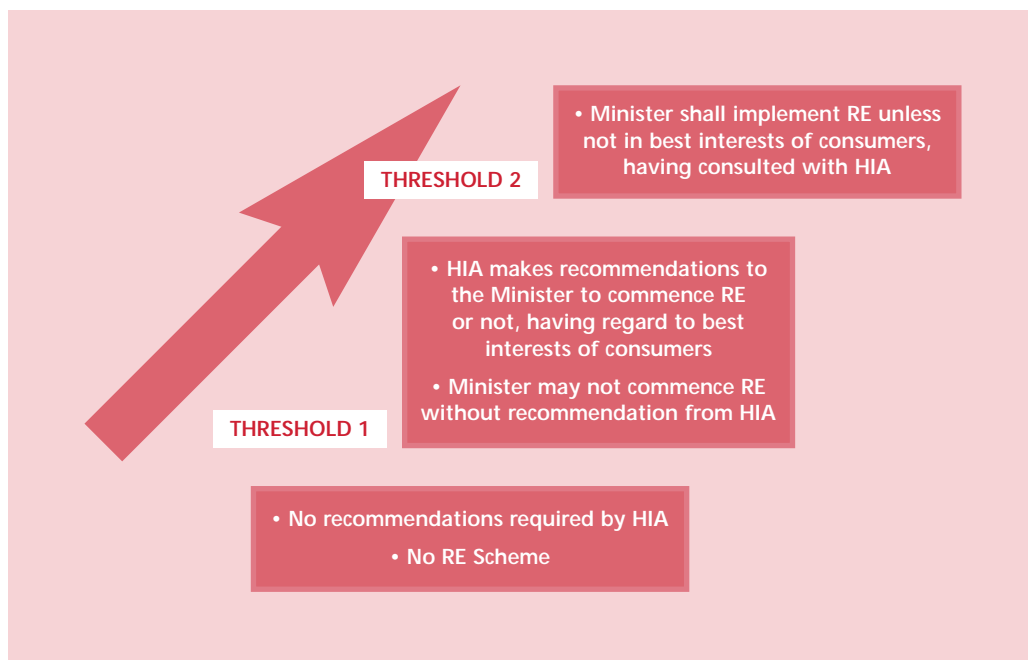 • Minister shall implement RE unless
not in best interests of consumers,
having consulted with HIA
THRESHOLD 2
• HIA makes recommendations to
the Minister to commence RE
or not, having regard to best
interests of consumers
• Minister may not commence RE
without recommendation from HIA
THRESHOLD 1
• No recommendations required by HIA
• No RE Scheme